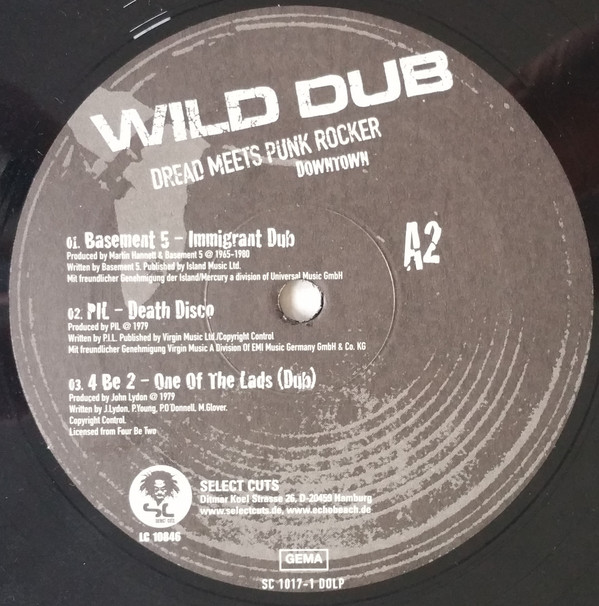 WILD DUB
DREAD MEETS PUNK ROCKER
DOWNTOWN
A2
01. Basement 5 - Immigrant Dub
Produced by Martin Hannett & Basement 5 @ 1965-1980
Written by Basement 5. Published by Island Music Ltd.
Mit freundlicher Genehmigung der Island/Mercury a division of Universal Music GmbH
02. PIL - Death Disco
Produced by PIL @ 1979
Written by P.I.L. Published by Virgin Music Ltd./Copyright Control
Mit freundlicher Genehmigung Virgin Music A Division Of EMI Music Germany GmbH & Co. KG
03. 4 Be 2 - One Of The Lads (Dub)
Produced by John Lydon @ 1979
Written by J.Lydon, P.Young, P.O'Donnell, M.Glover.
Copyright Control.
Licensed from Four Be Two
SC
SELECT CUTS
SELECT CUTS
Ditmar Koel Strasse 26, D-20459 Hamburg
www.selectcuts.de, www.echobeach.de
LC 10846
GEMA
SC 1017-1 DOLP